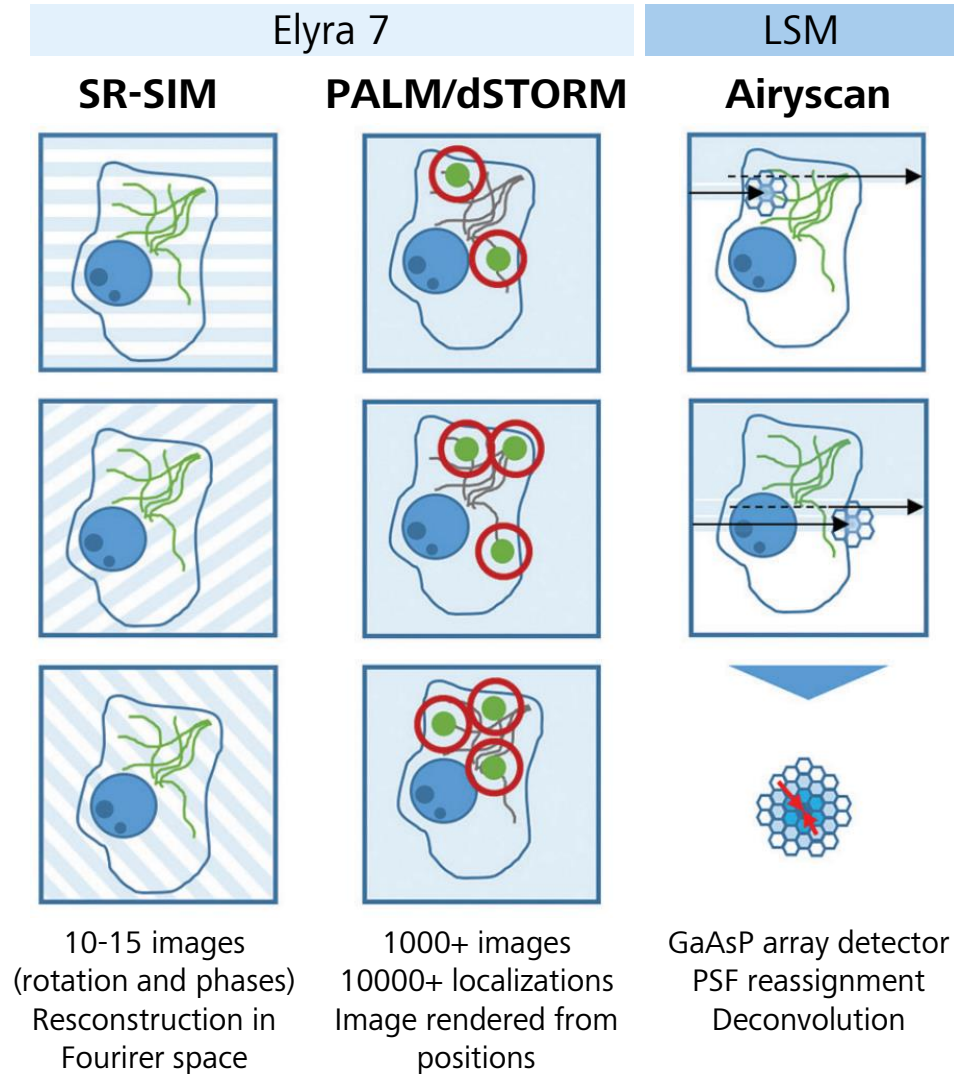 Elyra 7
LSM
SR-SIM
PALM/dSTORM
Airyscan
10-15 images
(rotation and phases)
Resconstruction in
Fourirer space
1000+ images
10000+ localizations
Image rendered from
positions
GaAsP array detector
PSF reassignment
Deconvolution